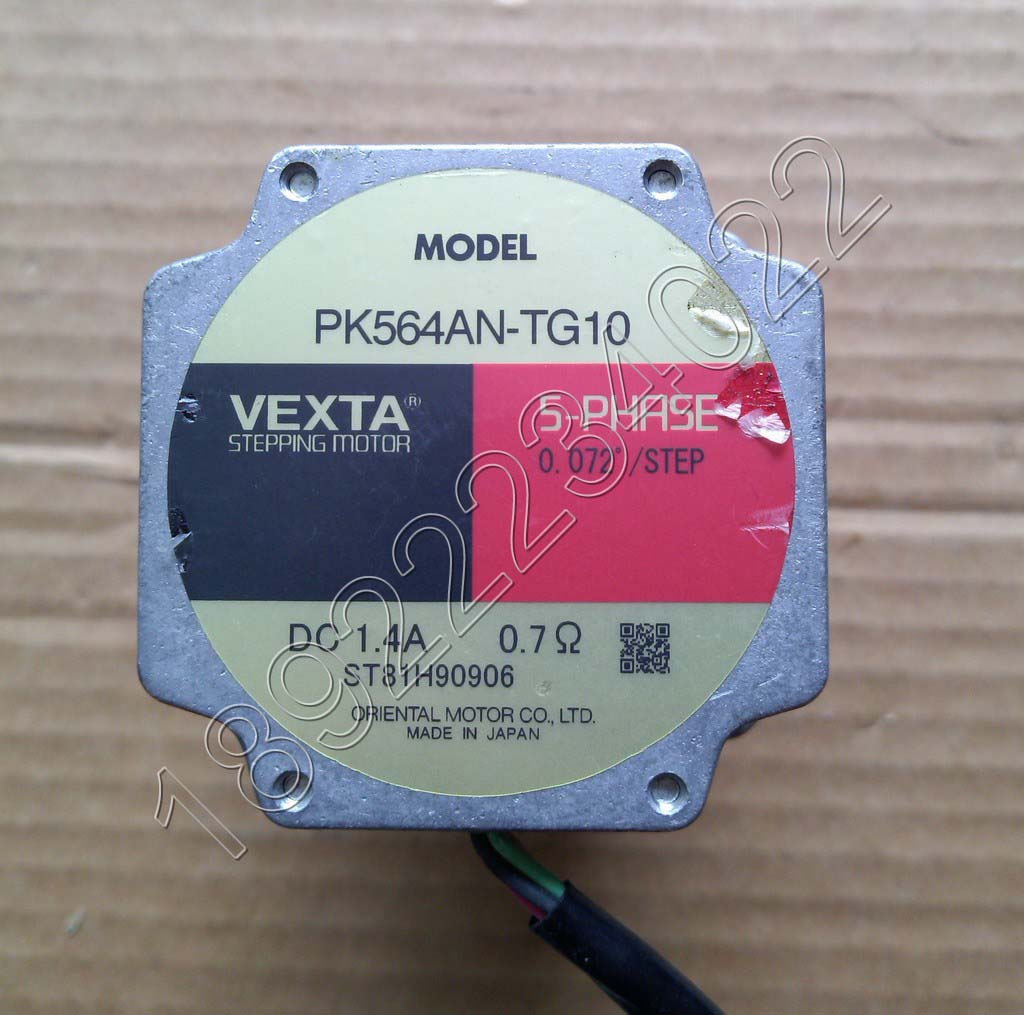 MODEL
PK564AN-TG10
VEXTA (R)
STEPPING MOTOR
5-PHASE
0.072°/STEP
DC 1.4A 0.7Ω
ST81H90906
ORIENTAL MOTOR CO., LTD.
MADE IN JAPAN
18922234022